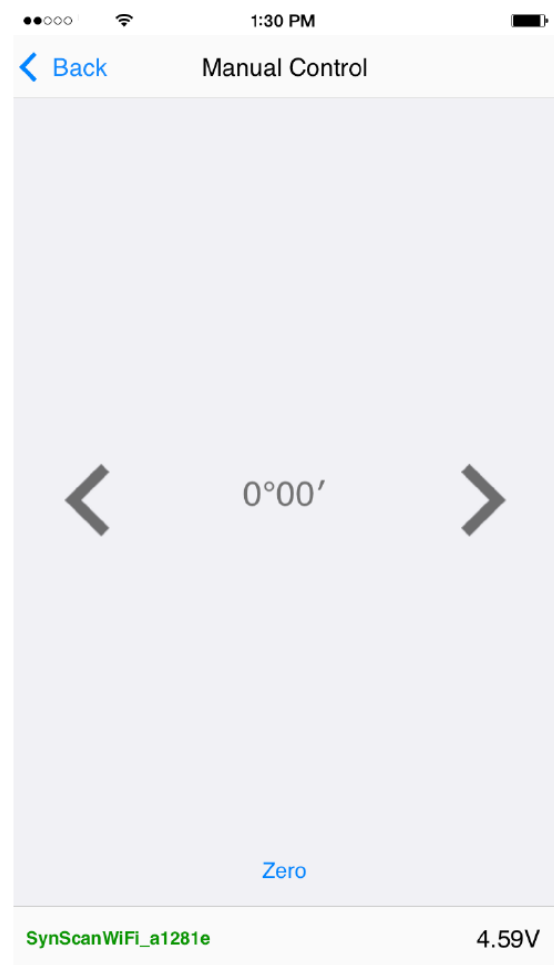 1:30 PM
Back Manual Control
0°00′
Zero
SynScanWiFi_a1281e 4.59V